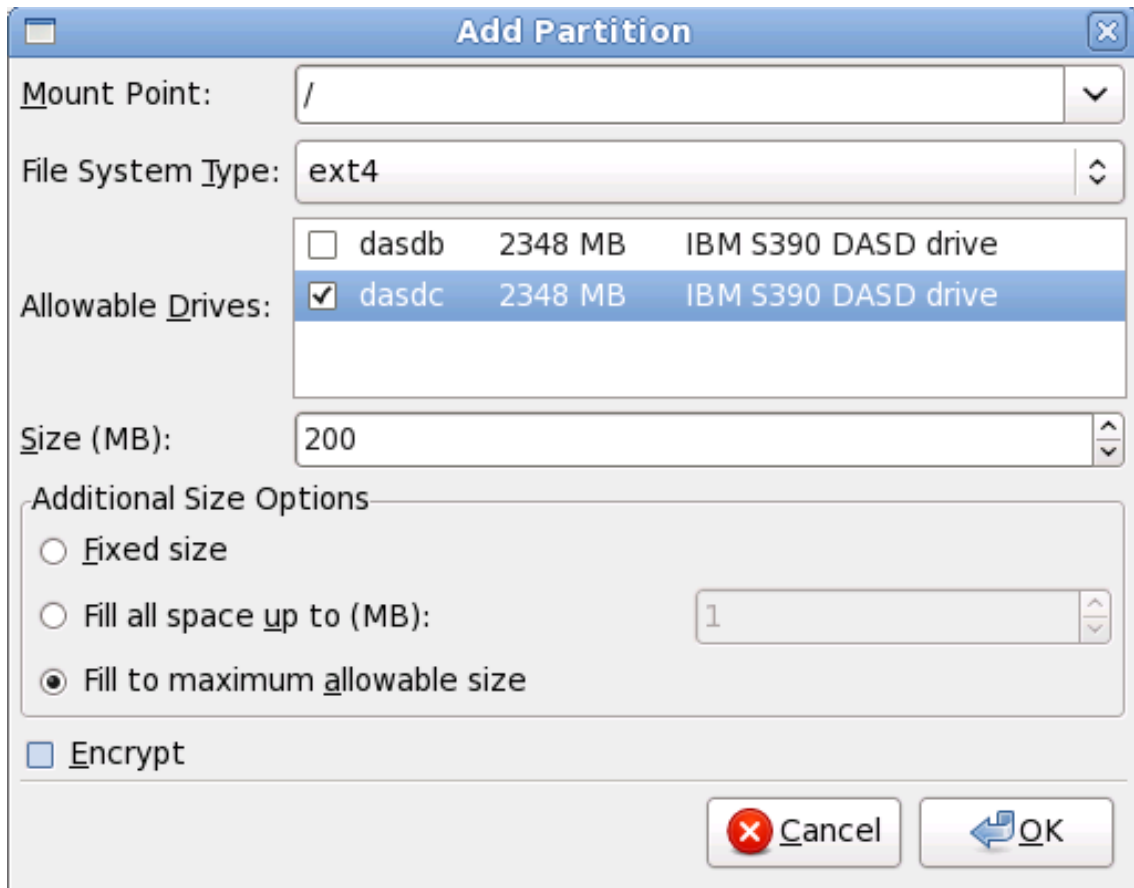 Add Partition
Mount Point: /
File System Type: ext4
dasdb 2348 MB IBM S390 DASD drive
Allowable Drives: dasdc 2348 MB IBM S390 DASD drive
Size (MB): 200
Additional Size Options
Fixed size
Fill all space up to (MB): 1
Fill to maximum allowable size
Encrypt
Cancel OK